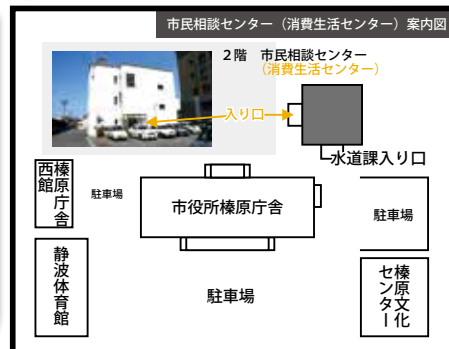 市民相談センター（消費生活センター）案内図
2階　市民相談センター
（消費生活センター）
入り口
水道課入り口
榛原庁舎
西館
駐車場
市役所榛原庁舎
駐車場
静波体育館
駐車場
榛原文化
センター